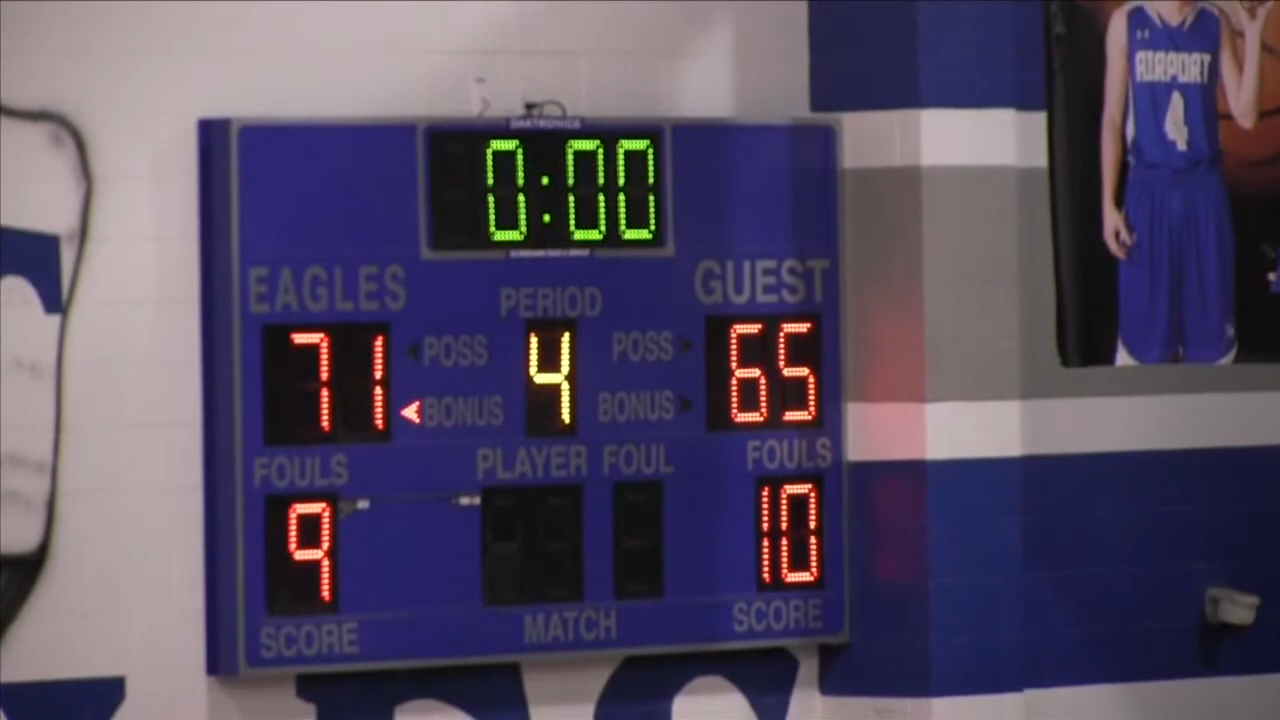 DAKTRONICS
0:00
AIRPORT
4
EAGLES
PERIOD
GUEST
71
POSS
4
POSS
65
BONUS
BONUS
FOULS
PLAYER
FOUL
FOULS
9
10
SCORE
MATCH
SCORE